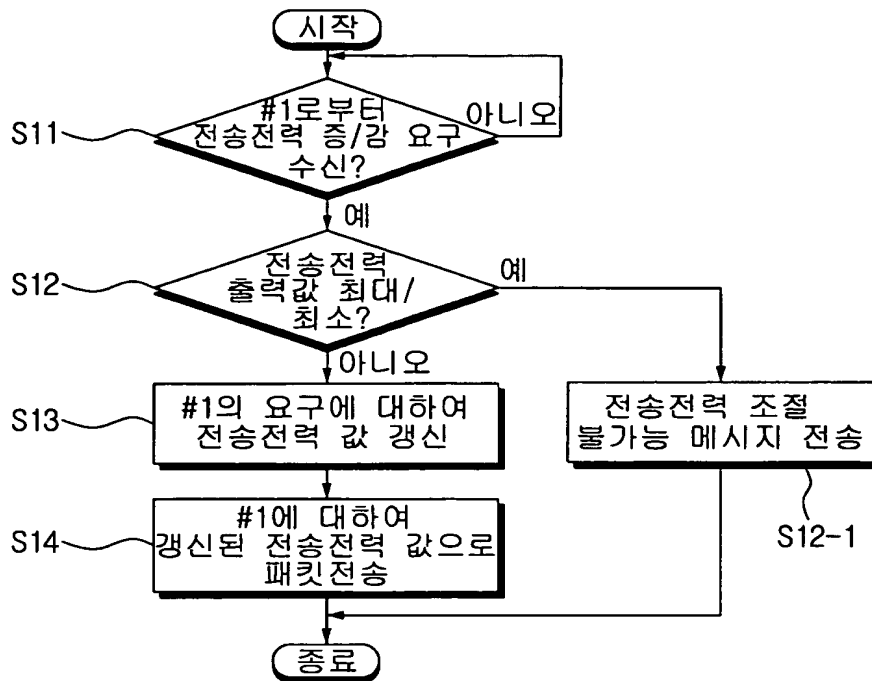 시작
#1로부터
전송전력 증/감 요구
수신?
아니오
S11
예
전송전력
출력값 최대/
최소?
예
S12
아니오
#1의 요구에 대하여
전송전력 값 갱신
S13
전송전력 조절
불가능 메시지 전송
S12-1
#1에 대하여
갱신된 전송전력 값으로
패킷전송
S14
종료